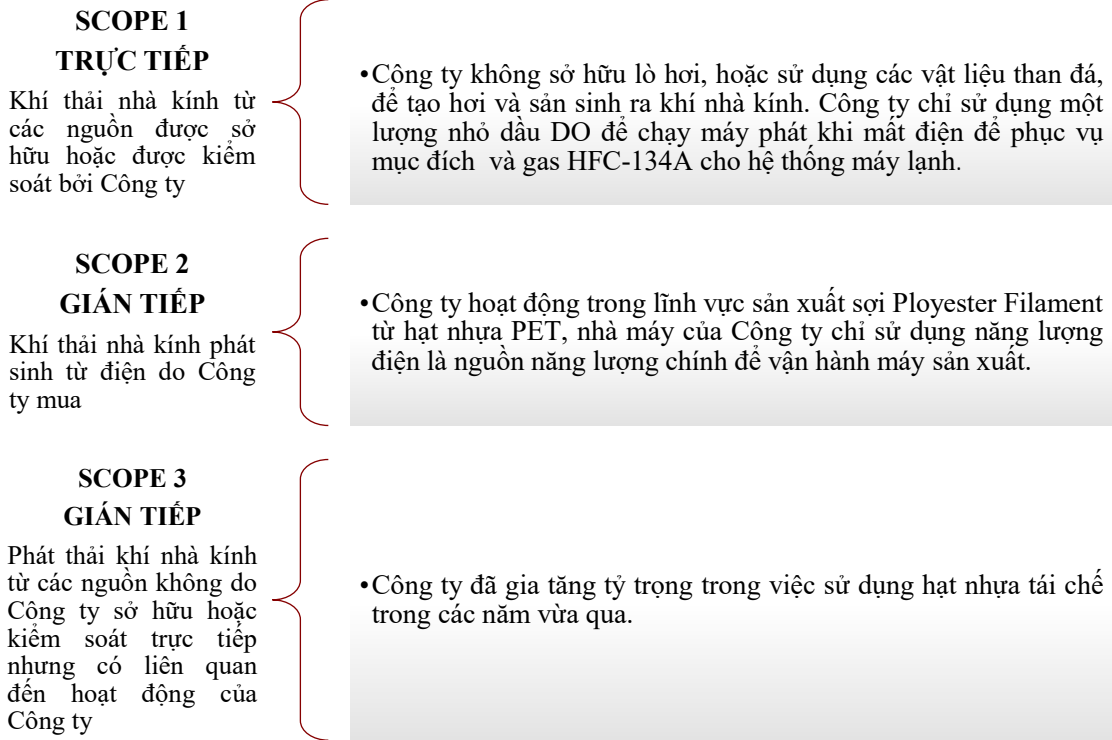 SCOPE 1
TRỰC TIẾP
Khí thải nhà kính từ
các nguồn được sở
hữu hoặc được kiểm
soát bởi Công ty
•Công ty không sở hữu lò hơi, hoặc sử dụng các vật liệu than đá,
để tạo hơi và sản sinh ra khí nhà kính. Công ty chỉ sử dụng một
lượng nhỏ dầu DO để chạy máy phát khi mất điện để phục vụ
mục đích và gas HFC-134A cho hệ thống máy lạnh.
SCOPE 2
GIÁN TIẾP
Khí thải nhà kính phát
sinh từ điện do Công
ty mua
•Công ty hoạt động trong lĩnh vực sản xuất sợi Ployester Filament
từ hạt nhựa PET, nhà máy của Công ty chỉ sử dụng năng lượng
điện là nguồn năng lượng chính để vận hành máy sản xuất.
SCOPE 3
GIÁN TIẾP
Phát thải khí nhà kính
từ các nguồn không do
Công ty sở hữu hoặc
kiểm soát trực tiếp
nhưng có liên quan
đến hoạt động của
Công ty
•Công ty đã gia tăng tỷ trọng trong việc sử dụng hạt nhựa tái chế
trong các năm vừa qua.